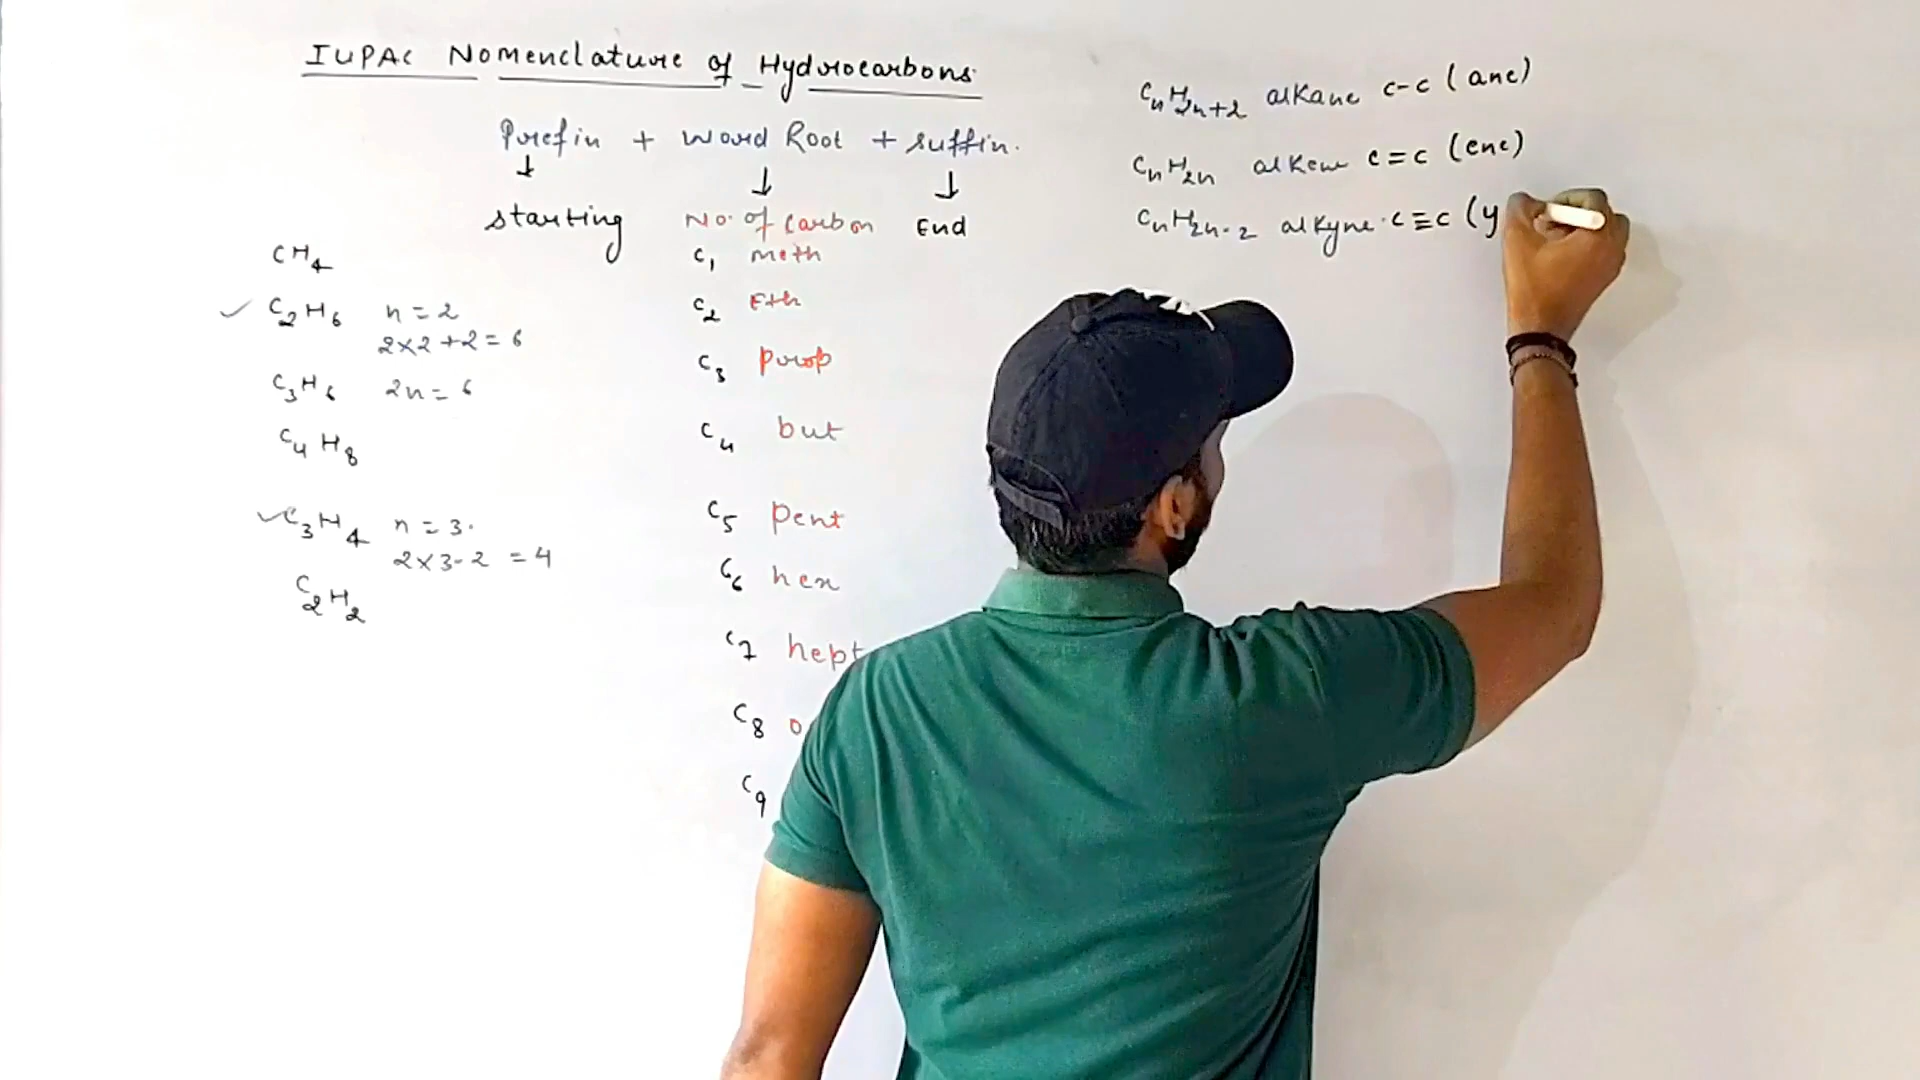 IUPAC Nomenclature of Hydrocarbons
Prefix + Word Root + suffix.
↓ ↓ ↓
starting No. of carbon End
C1 meth
C2 Eth
C3 prop
C4 but
C5 Pent
C6 hex
C7 hept
C8 o
C9
CH4
✓ C2H6 n = 2
2×2+2 = 6
C3H6 2n = 6
C4H8
✓ C3H4 n = 3.
2×3-2 = 4
C2H2
CnH2n+2 alkane C-C (ane)
CnH2n alkene C=C (ene)
CnH2n-2 alkyne. C≡C (y